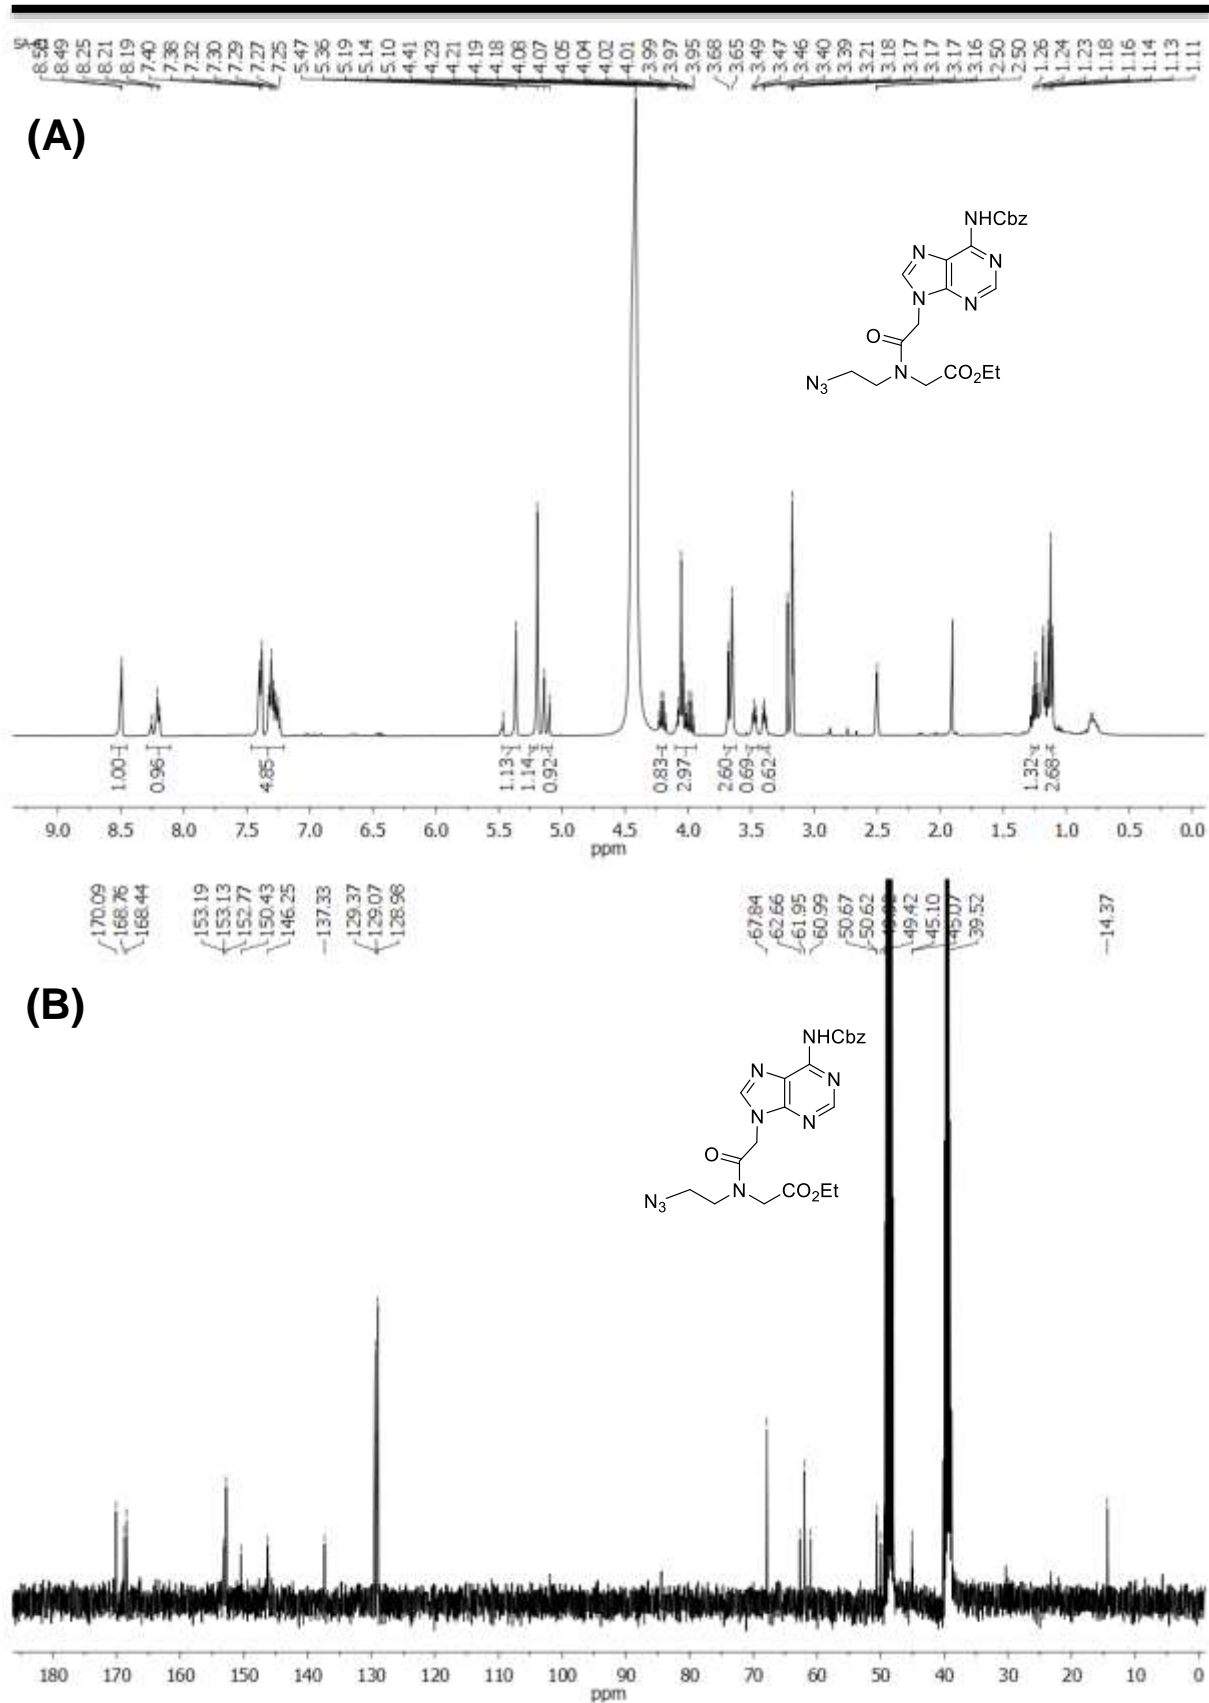 8.50 8.49 8.25 8.21 8.19 7.40 7.38 7.32 7.30 7.29 7.27 7.25 5.47 5.36 5.19 5.14 5.10 4.41 4.23 4.21 4.19 4.18 4.08 4.07 4.05 4.04 4.02 4.01 3.99 3.97 3.95 3.68 3.65 3.49 3.47 3.46 3.40 3.39 3.21 3.18 3.17 3.17 3.16 2.50 2.50 1.26 1.24 1.23 1.18 1.16 1.14 1.13 1.11
(A)
NHCbz
N N
N N
O
N3 N CO2Et
1.00 0.96 4.85 1.13 1.14 0.92 0.83 2.97 2.60 0.69 0.62 1.32 2.68
9.0 8.5 8.0 7.5 7.0 6.5 6.0 5.5 5.0 4.5 4.0 3.5 3.0 2.5 2.0 1.5 1.0 0.5 0.0
ppm
170.09 168.76 168.44 153.19 153.13 152.77 150.43 146.25 137.33 129.37 129.07 128.98 67.84 62.66 61.95 60.99 50.67 50.62 49.42 45.10 45.07 39.52 14.37
(B)
NHCbz
N N
N N
O
N3 N CO2Et
180 170 160 150 140 130 120 110 100 90 80 70 60 50 40 30 20 10 0
ppm